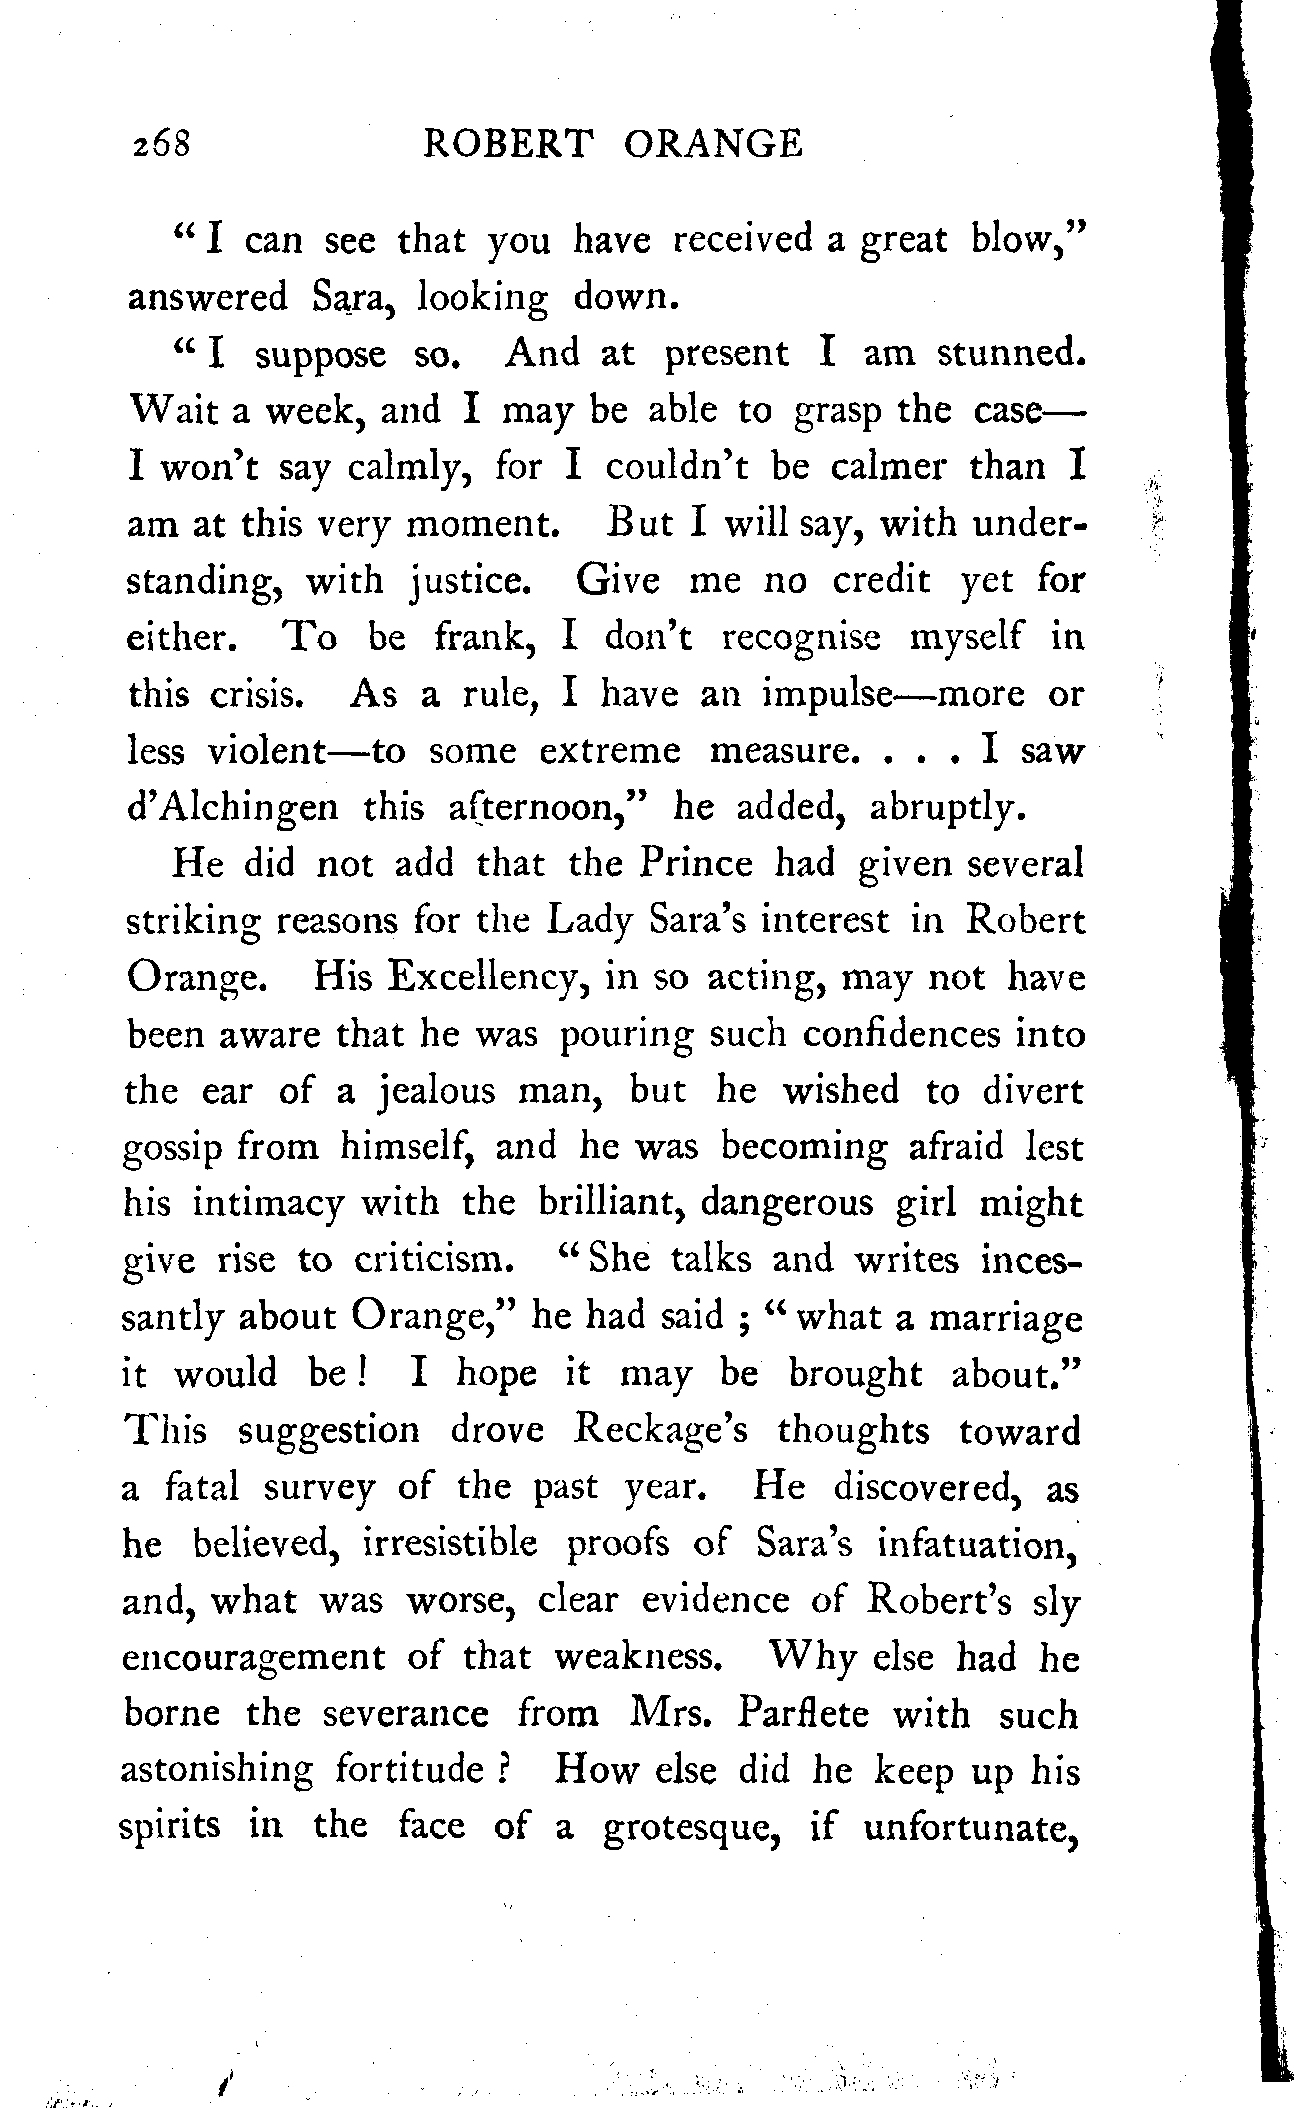 268 ROBERT ORANGE
“ I can see that you have received a great blow,”
answered Sara, looking down.
“ I suppose so. And at present I am stunned.
Wait a week, and I may be able to grasp the case—
I won’t say calmly, for I couldn’t be calmer than I
am at this very moment. But I will say, with under-
standing, with justice. Give me no credit yet for
either. To be frank, I don’t recognise myself in
this crisis. As a rule, I have an impulse—more or
less violent—to some extreme measure. . . . I saw
d’Alchingen this afternoon,” he added, abruptly.
He did not add that the Prince had given several
striking reasons for the Lady Sara’s interest in Robert
Orange. His Excellency, in so acting, may not have
been aware that he was pouring such confidences into
the ear of a jealous man, but he wished to divert
gossip from himself, and he was becoming afraid lest
his intimacy with the brilliant, dangerous girl might
give rise to criticism. “ She talks and writes inces-
santly about Orange,” he had said ; “ what a marriage
it would be ! I hope it may be brought about.”
This suggestion drove Reckage’s thoughts toward
a fatal survey of the past year. He discovered, as
he believed, irresistible proofs of Sara’s infatuation,
and, what was worse, clear evidence of Robert’s sly
encouragement of that weakness. Why else had he
borne the severance from Mrs. Parflete with such
astonishing fortitude ? How else did he keep up his
spirits in the face of a grotesque, if unfortunate,